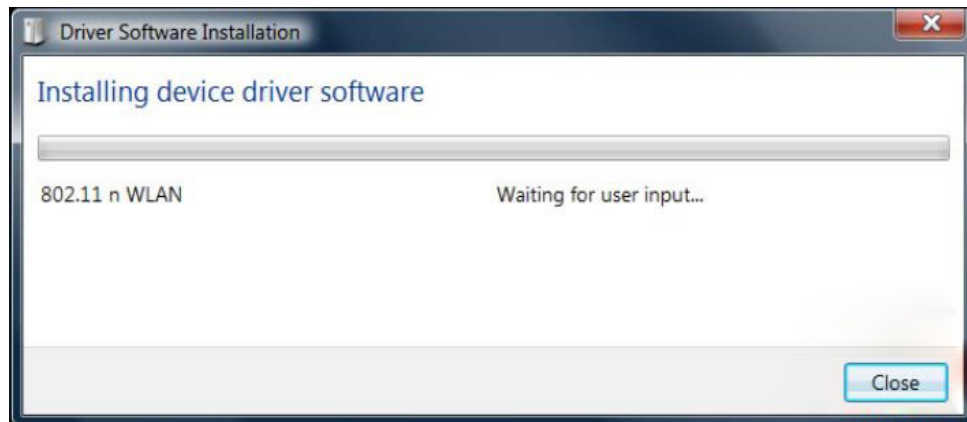 Driver Software Installation
Installing device driver software
802.11 n WLAN Waiting for user input...
Close